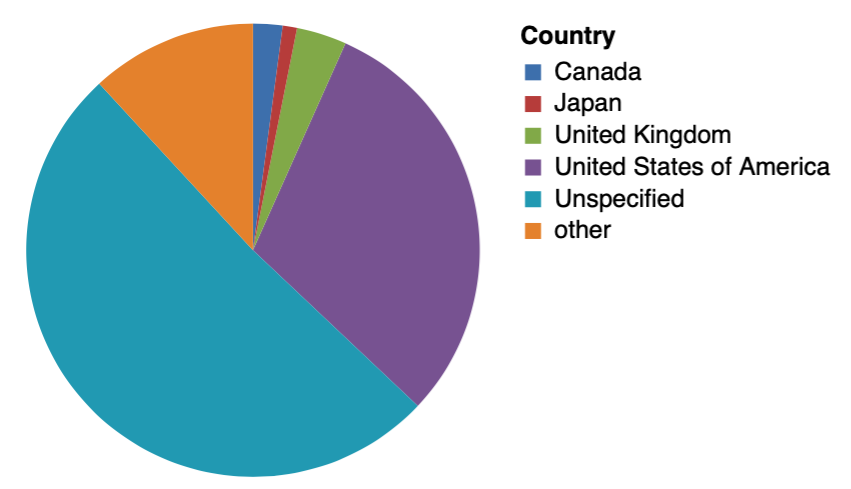 Country
Canada
Japan
United Kingdom
United States of America
Unspecified
other